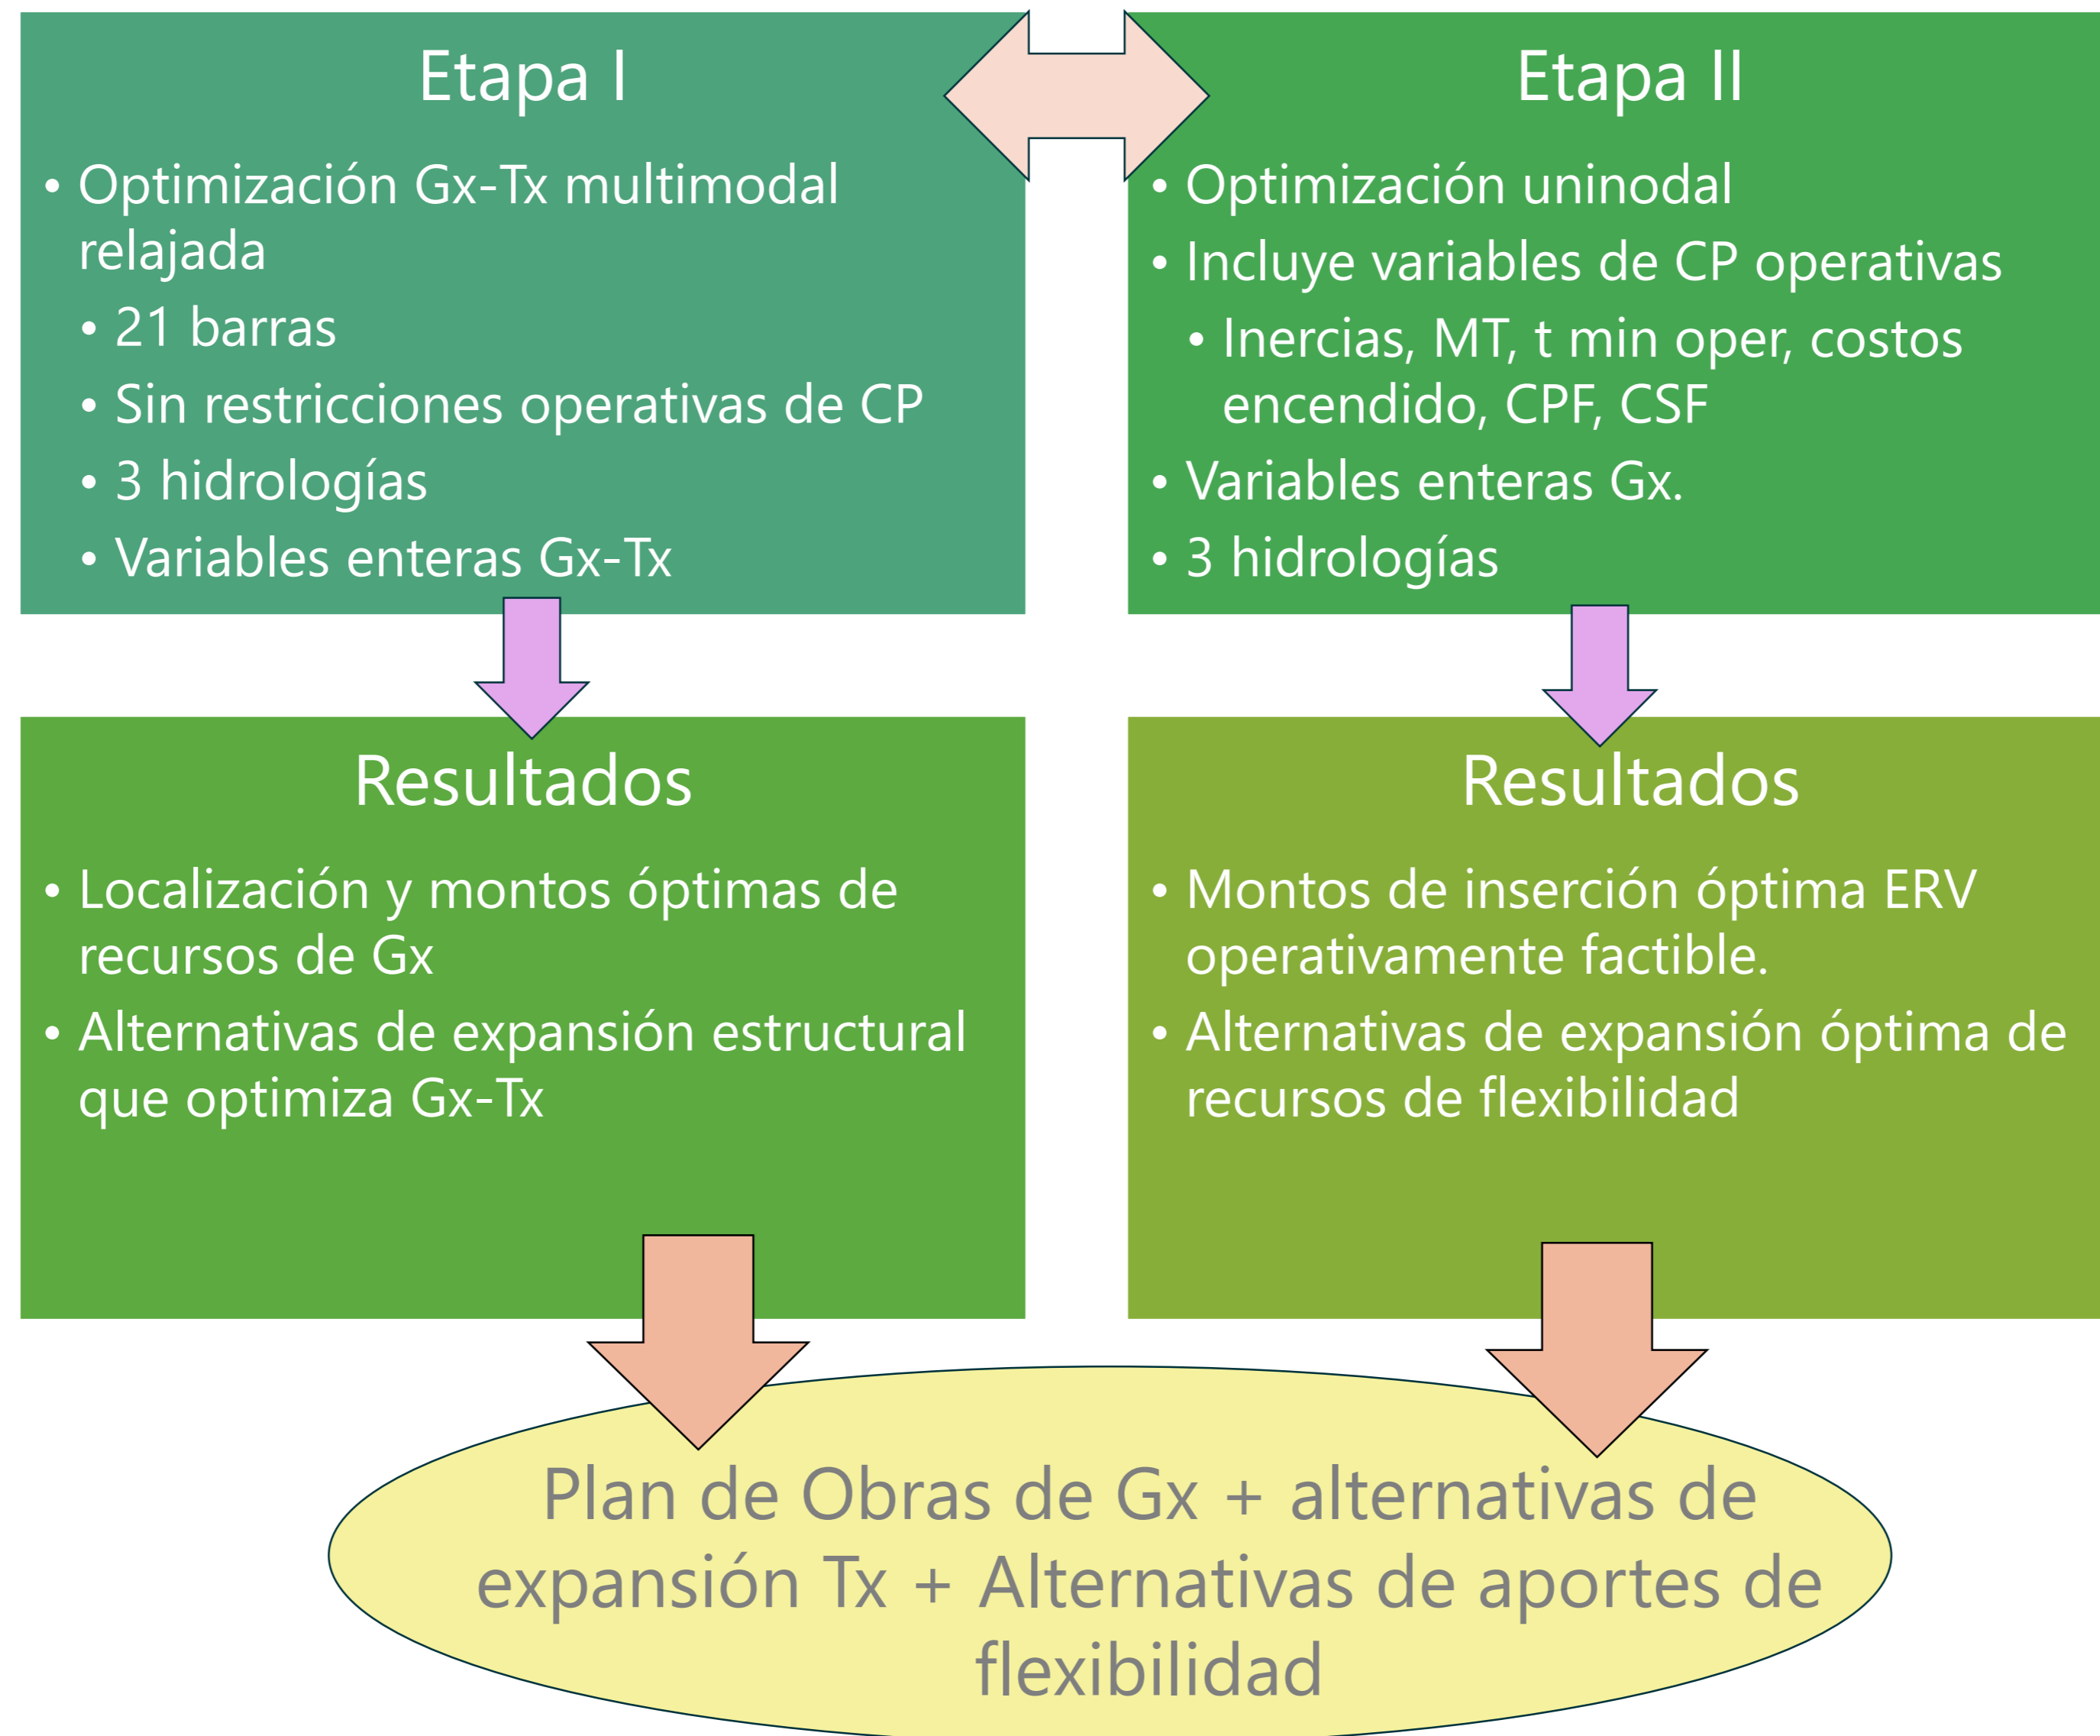 Etapa I
• Optimización Gx-Tx multimodal
relajada
• 21 barras
• Sin restricciones operativas de CP
• 3 hidrologías
• Variables enteras Gx-Tx
Etapa II
• Optimización uninodal
• Incluye variables de CP operativas
• Inercias, MT, t min oper, costos
encendido, CPF, CSF
• Variables enteras Gx.
• 3 hidrologías
Resultados
• Localización y montos óptimas de
recursos de Gx
• Alternativas de expansión estructural
que optimiza Gx-Tx
Resultados
• Montos de inserción óptima ERV
operativamente factible.
• Alternativas de expansión óptima de
recursos de flexibilidad
Plan de Obras de Gx + alternativas de
expansión Tx + Alternativas de aportes de
flexibilidad